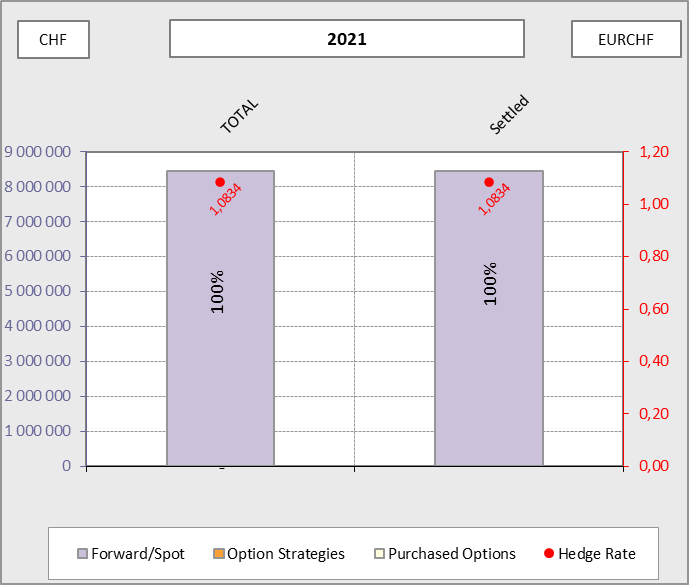 CHF
2021
EURCHF
TOTAL
Settled
9 000 000
8 000 000
7 000 000
6 000 000
5 000 000
4 000 000
3 000 000
2 000 000
1 000 000
0
1,20
1,00
0,80
0,60
0,40
0,20
0,00
1,0834
1,0834
100%
100%
-
Forward/Spot
Option Strategies
Purchased Options
Hedge Rate